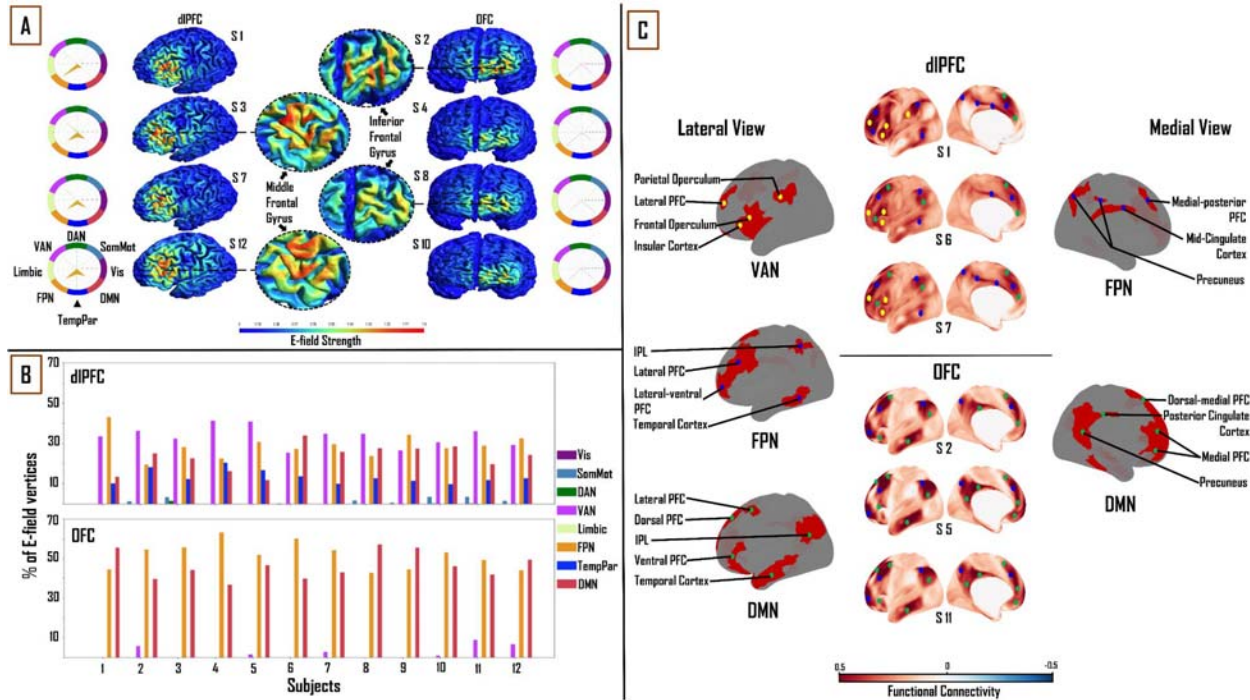 A
dlPFC
OFC
S 1
S 2
S 3
S 4
Inferior
Frontal
Gyrus
S 7
S 8
Middle
Frontal
Gyrus
S 12
S 10
DAN
VAN
SomMot
Limbic
Vis
FPN
DMN
TempPar
E-field Strength
B
dlPFC
70
50
30
10
OFC
70
50
30
10
% of E-field vertices
1 2 3 4 5 6 7 8 9 10 11 12
Subjects
Vis
SomMot
DAN
VAN
Limbic
FPN
TempPar
DMN
C
dlPFC
Lateral View
Medial View
S 1
S 6
S 7
Parietal Operculum
Lateral PFC
Frontal Operculum
Insular Cortex
VAN
Medial-posterior
PFC
Mid-Cingulate
Cortex
Precuneus
FPN
IPL
Lateral PFC
Lateral-ventral
PFC
Temporal Cortex
FPN
OFC
S 2
S 5
S 11
Dorsal-medial PFC
Posterior Cingulate
Cortex
Medial PFC
Precuneus
DMN
Lateral PFC
Dorsal PFC
IPL
Ventral PFC
Temporal Cortex
DMN
0.5 0 -0.5
Functional Connectivity